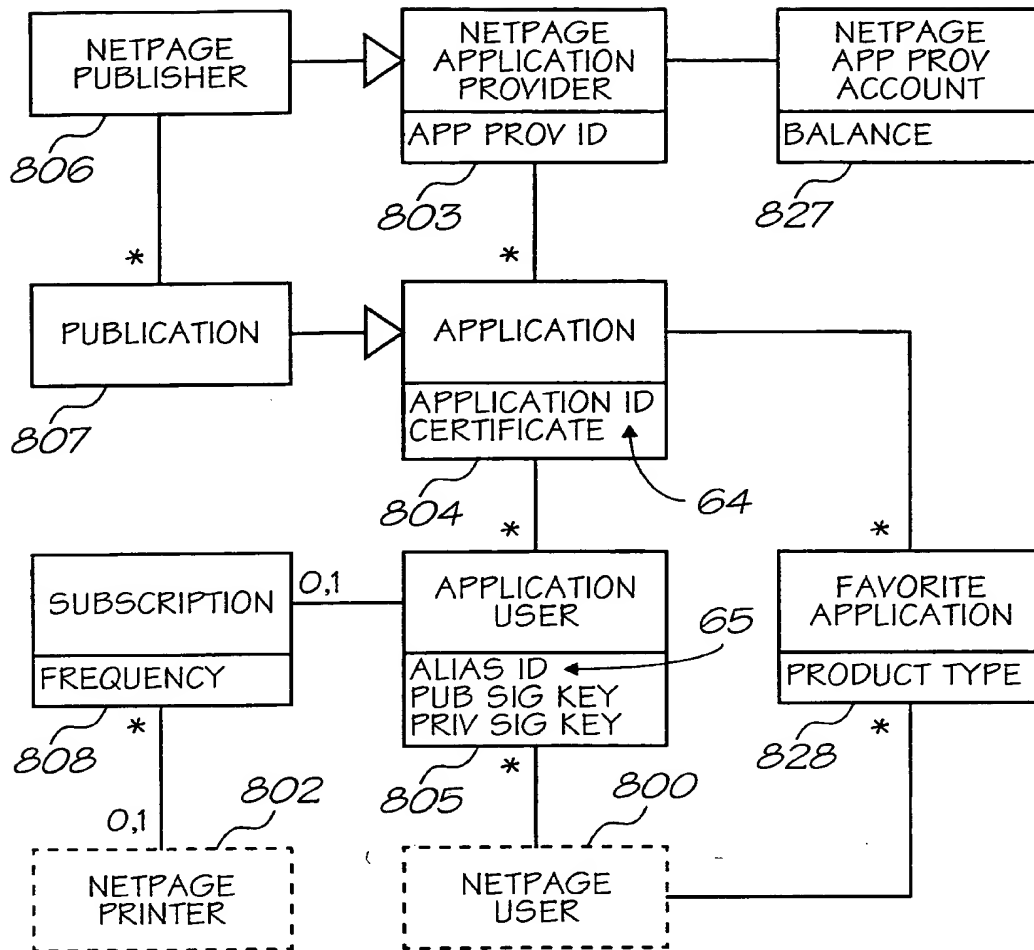 NETPAGE
PUBLISHER
806
NETPAGE
APPLICATION
PROVIDER
APP PROV ID
803
NETPAGE
APP PROV
ACCOUNT
BALANCE
827
*
*
PUBLICATION
807
APPLICATION
APPLICATION ID
CERTIFICATE
804
64
*
*
SUBSCRIPTION
FREQUENCY
808
0,1
APPLICATION
USER
ALIAS ID
PUB SIG KEY
PRIV SIG KEY
805
65
FAVORITE
APPLICATION
PRODUCT TYPE
828
*
*
*
0,1
802
NETPAGE
PRINTER
800
NETPAGE
USER